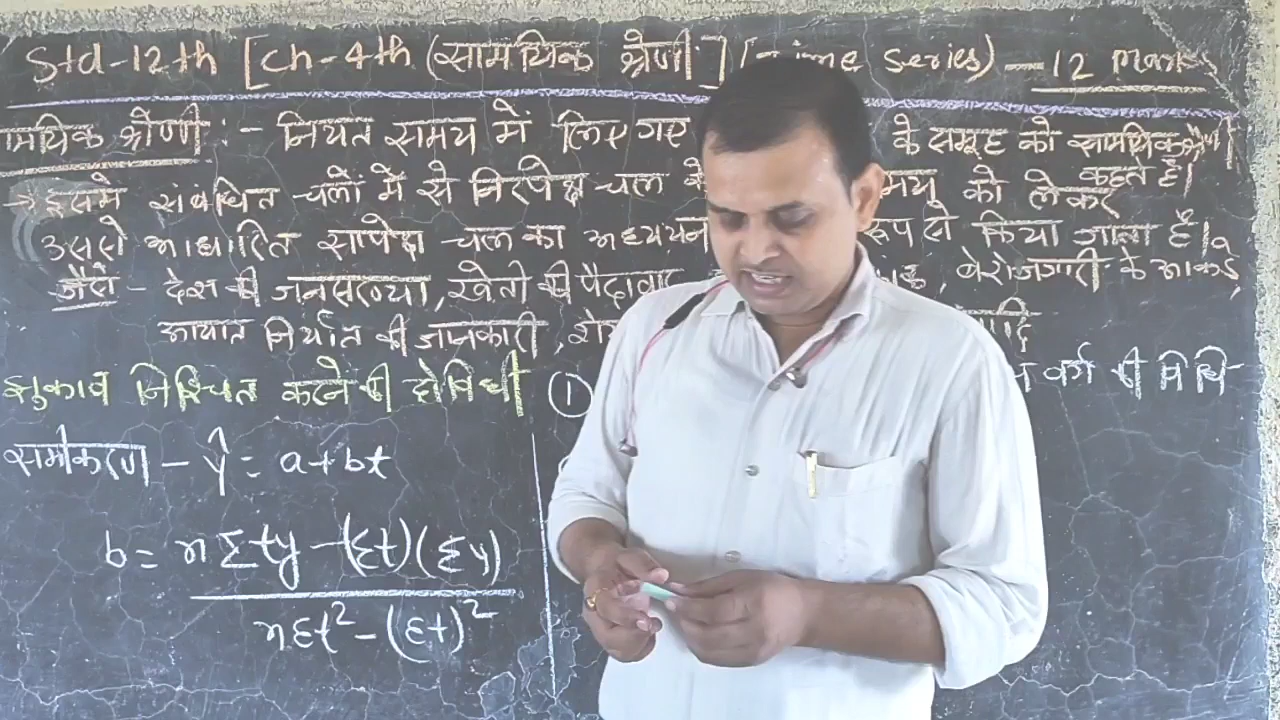 Std-12th [Ch-4th (सामयिक श्रेणी] (Time Series) — 12 Marks
मयिक श्रेणी :- नियत समय में लिए गए के समूह को सामयिक श्रेणी
कहते हैं।
→ इसमे संबंधित चलों में से निरपेक्ष चल के मय को लेकर
उससे आधारित सापेक्ष चल का अध्ययन रूप से किया जाता है।
जैसे - देश की जनसंख्या, खेती की पैदावार बेरोजगारी के आकडे,
आयात निर्यात की जानकारी,
झुकाव निश्चित करने की दो विधी ① वर्ग की विधि -
समीकरण - ŷ = a+bt
b = nΣty - (Σt)(Σy)
nΣt² - (Σt)²